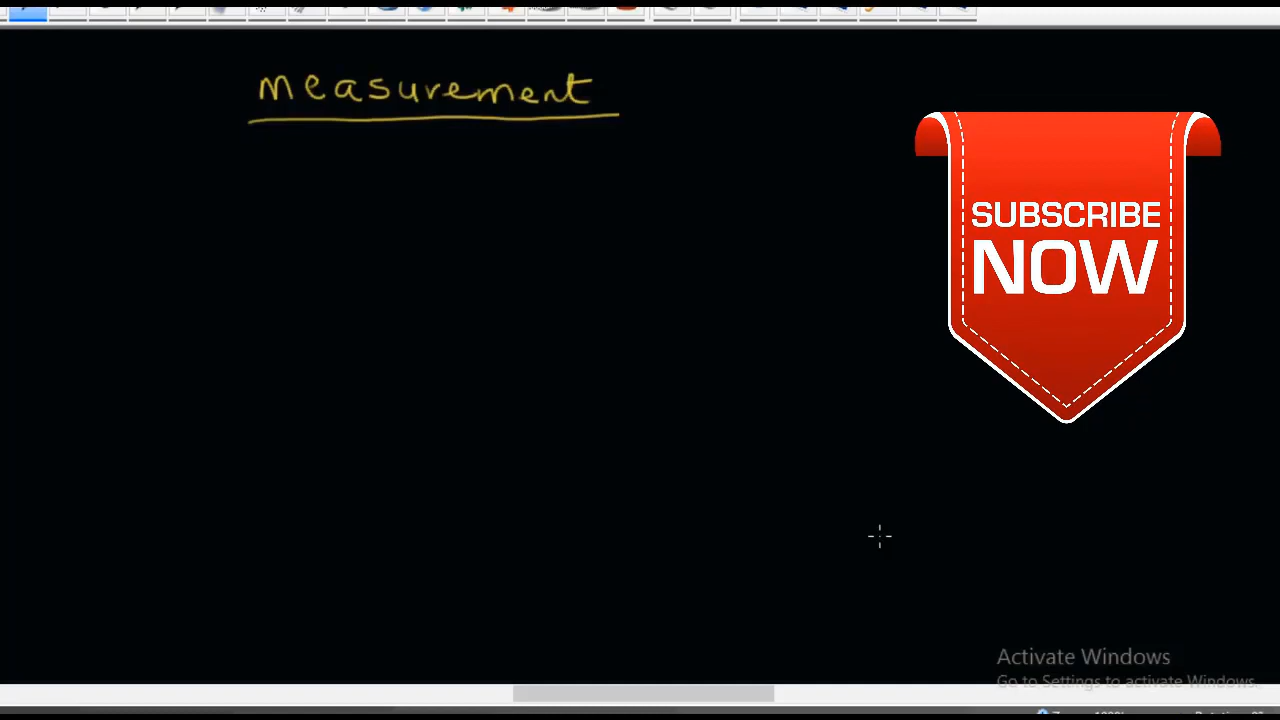 measurement
SUBSCRIBE
NOW
Activate Windows
Go to Settings to activate Windows.